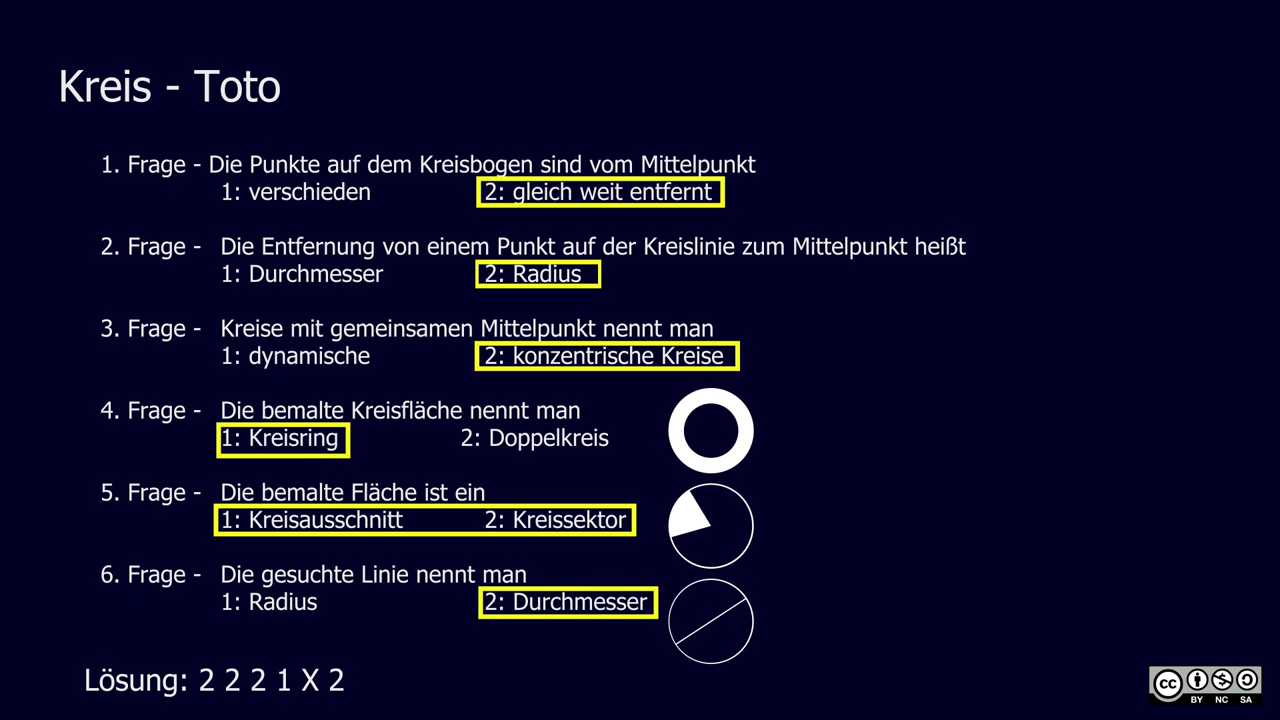 Kreis - Toto
1. Frage - Die Punkte auf dem Kreisbogen sind vom Mittelpunkt
1: verschieden 2: gleich weit entfernt
2. Frage - Die Entfernung von einem Punkt auf der Kreislinie zum Mittelpunkt heißt
1: Durchmesser 2: Radius
3. Frage - Kreise mit gemeinsamen Mittelpunkt nennt man
1: dynamische 2: konzentrische Kreise
4. Frage - Die bemalte Kreisfläche nennt man
1: Kreisring 2: Doppelkreis
5. Frage - Die bemalte Fläche ist ein
1: Kreisausschnitt 2: Kreissektor
6. Frage - Die gesuchte Linie nennt man
1: Radius 2: Durchmesser
Lösung: 2 2 2 1 X 2
cc
BY NC SA